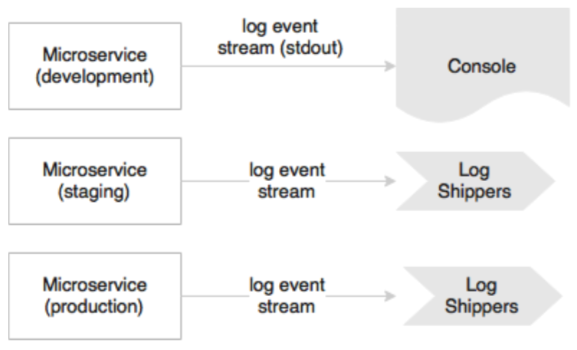 Microservice
(development)
log event
stream (stdout)
Console
Microservice
(staging)
log event
stream
Log
Shippers
Microservice
(production)
log event
stream
Log
Shippers